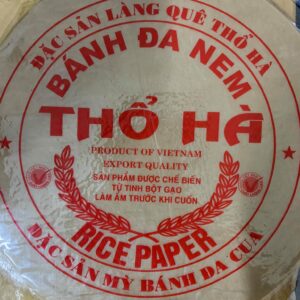 ĐẶC SẢN LÀNG QUÊ THỔ HÀ
BÁNH ĐA NEM
THỔ HÀ
PRODUCT OF VIETNAM
EXPORT QUALITY
SẢN PHẨM ĐƯỢC CHẾ BIẾN
TỪ TINH BỘT GẠO
LÀM ẨM TRƯỚC KHI CUỐN
RICE PAPER
ĐẶC SẢN MỲ BÁNH ĐA CUA